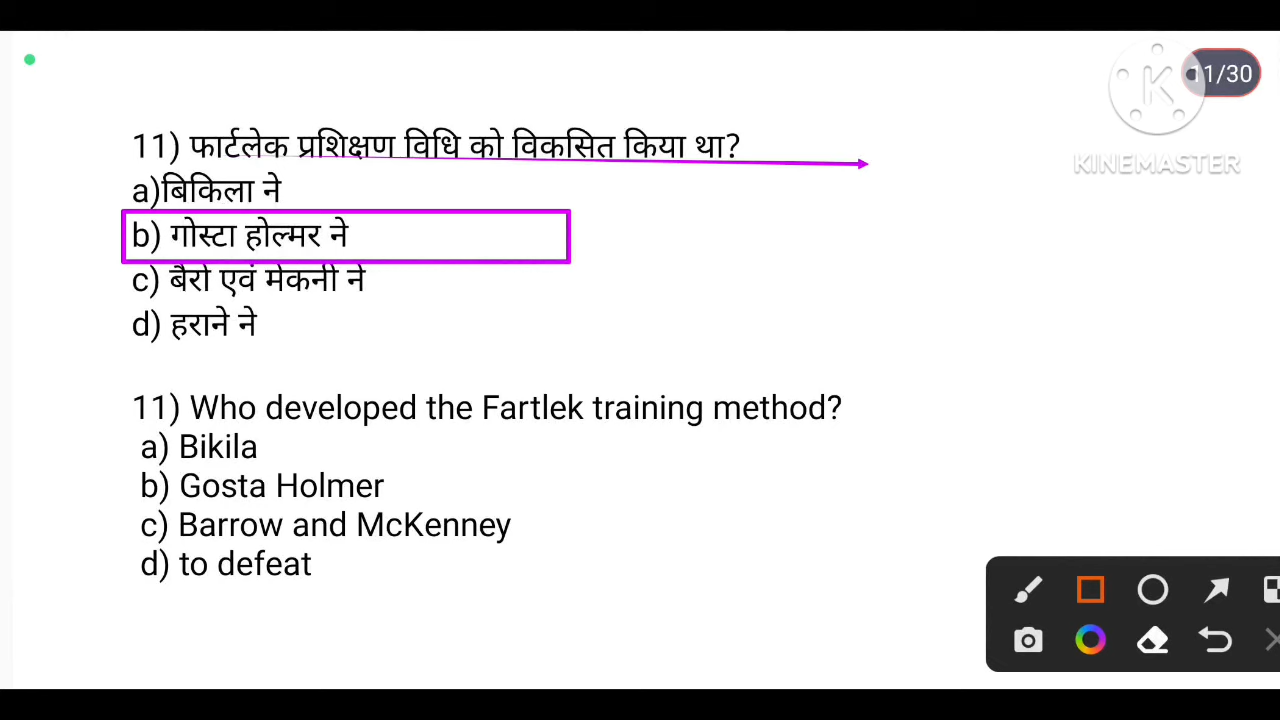 11/30
KINEMASTER
11) फार्टलेक प्रशिक्षण विधि को विकसित किया था?
a)बिकिला ने
b) गोस्टा होल्मर ने
c) बैरो एवं मेकनी ने
d) हराने ने
11) Who developed the Fartlek training method?
a) Bikila
b) Gosta Holmer
c) Barrow and McKenney
d) to defeat